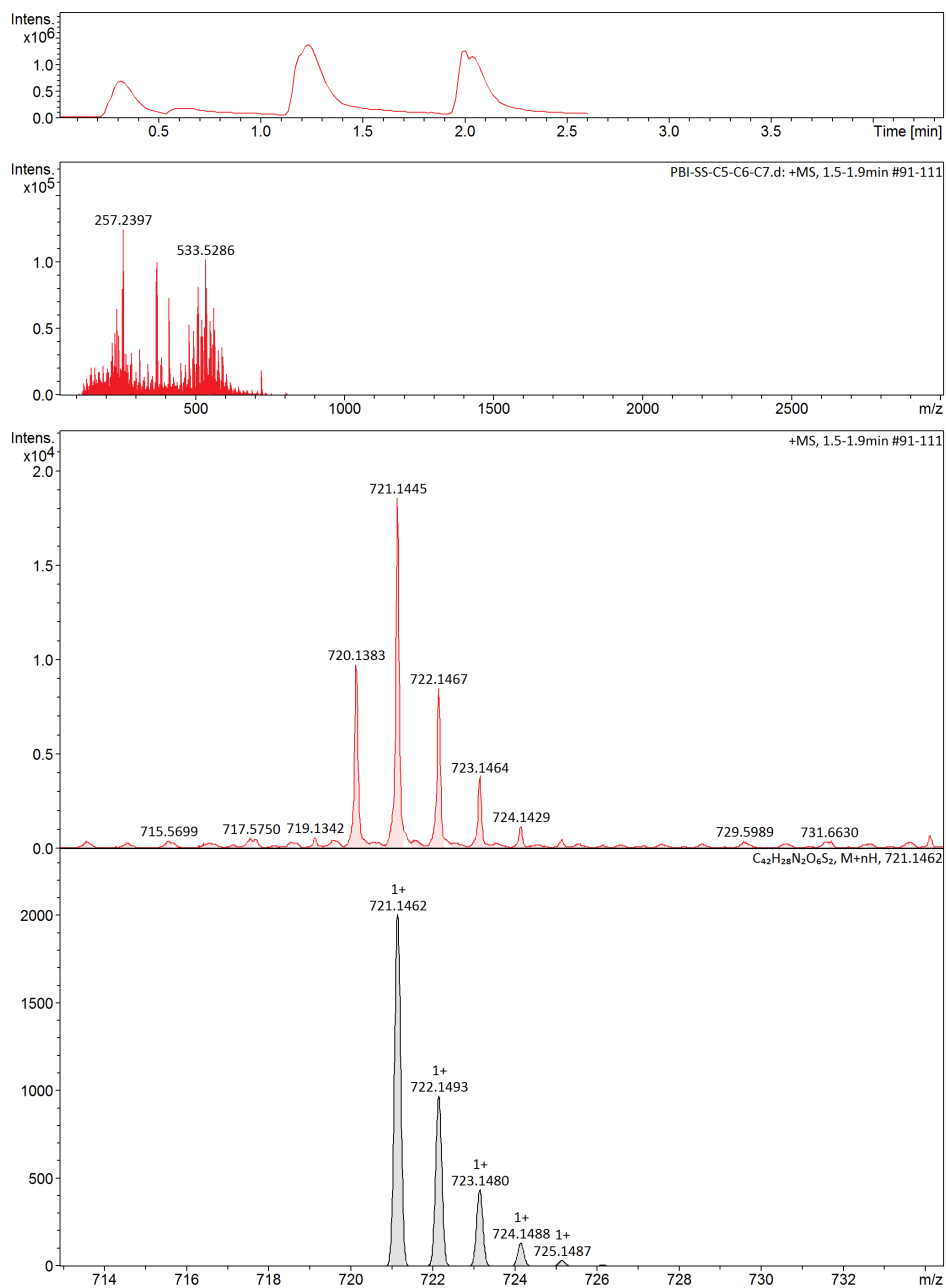 Intens.
x10⁶
1.0
0.5
0.0
0.5 1.0 1.5 2.0 2.5 3.0 3.5 Time [min]
Intens.
x10⁵
PBI-SS-C5-C6-C7.d: +MS, 1.5-1.9min #91-111
257.2397
533.5286
1.0
0.5
0.0
500 1000 1500 2000 2500 m/z
Intens.
x10⁴
+MS, 1.5-1.9min #91-111
2.0
721.1445
1.5
1.0
720.1383
722.1467
0.5
723.1464
724.1429
715.5699 717.5750 719.1342 729.5989 731.6630
0.0
C₄₂H₂₈N₂O₆S₂, M+nH, 721.1462
1+
721.1462
2000
1500
1+
722.1493
1000
1+
723.1480
500
1+
724.1488
1+
725.1487
0
714 716 718 720 722 724 726 728 730 732 m/z